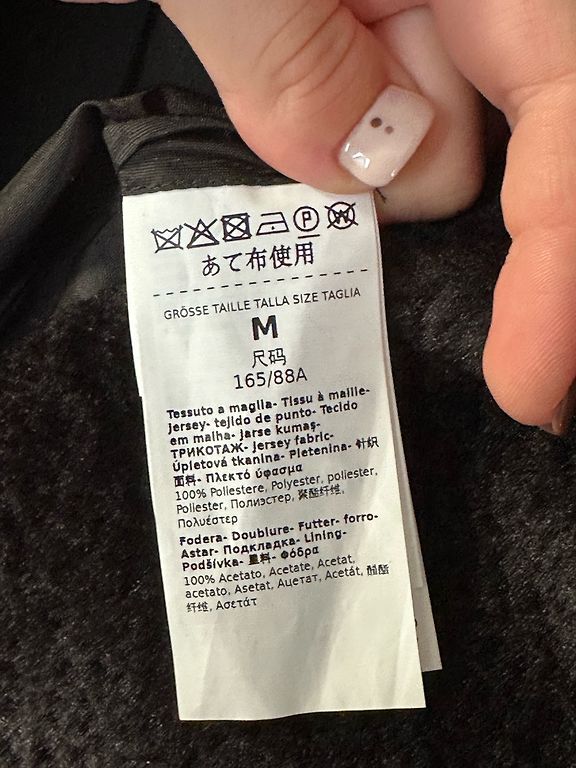 P W
あて布使用
GRÖSSE TAILLE TALLA SIZE TAGLIA
M
尺码
165/88A
Tessuto a maglia- Tissu à maille-
Jersey- tejido de punto- Tecido
em malha- jarse kumaş-
ТРИКОТАЖ- jersey fabric-
Úpletová tkanina- Pletenina- 针织
面料- Πλεκτό ύφασμα
100% Poliestere, Polyester, poliester,
Poliester, Полиэстер, 聚酯纤维,
Πολυέστερ
Fodera- Doublure- Futter- forro-
Astar- Подкладка- Lining-
Podšívka- 里料- Φόδρα
100% Acetato, Acetate, Acetat,
acetato, Asetat, Ацетат, Acetát, 醋酯
纤维, Ασετάτ